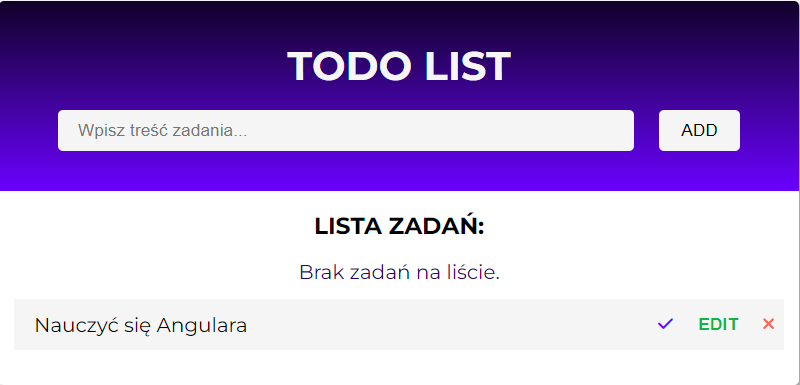 TODO LIST
Wpisz treść zadania...
ADD
LISTA ZADAŃ:
Brak zadań na liście.
Nauczyć się Angulara EDIT